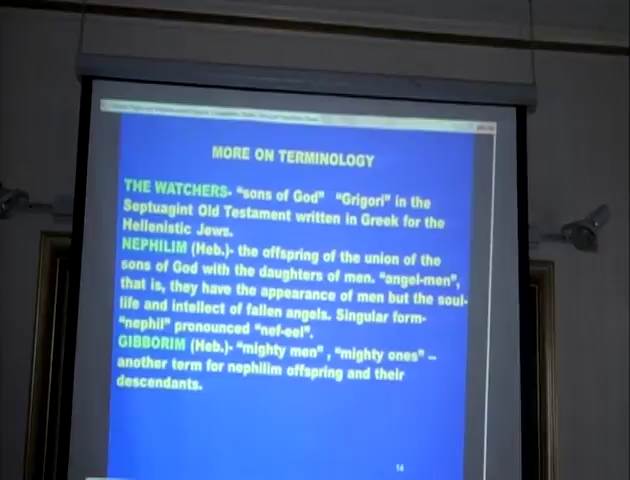 MORE ON TERMINOLOGY
THE WATCHERS- "sons of God" "Grigori" in the
Septuagint Old Testament written in Greek for the
Hellenistic Jews.
NEPHILIM (Heb.)- the offspring of the union of the
sons of God with the daughters of men. "angel-men",
that is, they have the appearance of men but the soul-
life and intellect of fallen angels. Singular form-
"nephil" pronounced "nef-eel".
GIBBORIM (Heb.)- "mighty men" , "mighty ones" –
another term for nephilim offspring and their
descendants.
14